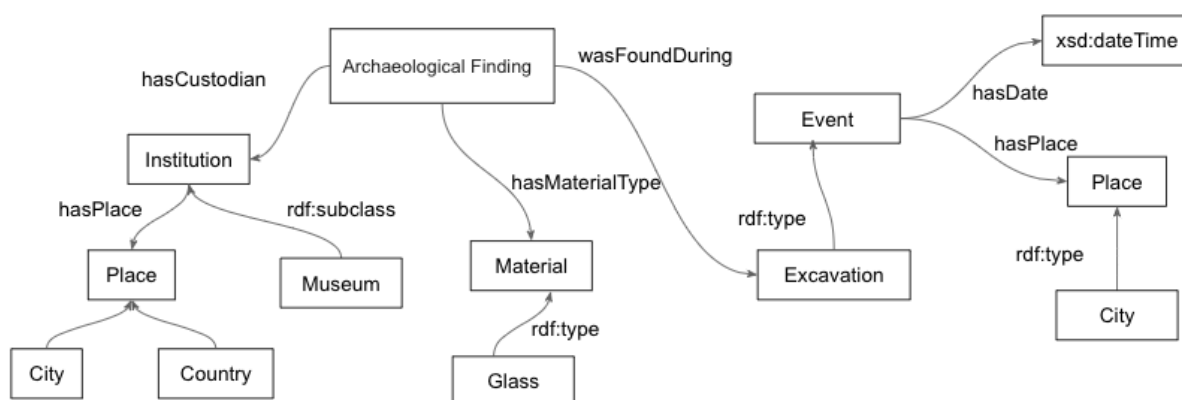 xsd:dateTime
Archaeological Finding
wasFoundDuring
hasCustodian
hasDate
Event
hasPlace
Institution
hasMaterialType
Place
hasPlace
rdf:subclass
rdf:type
Material
Excavation
rdf:type
Place
Museum
City
rdf:type
City
Country
Glass